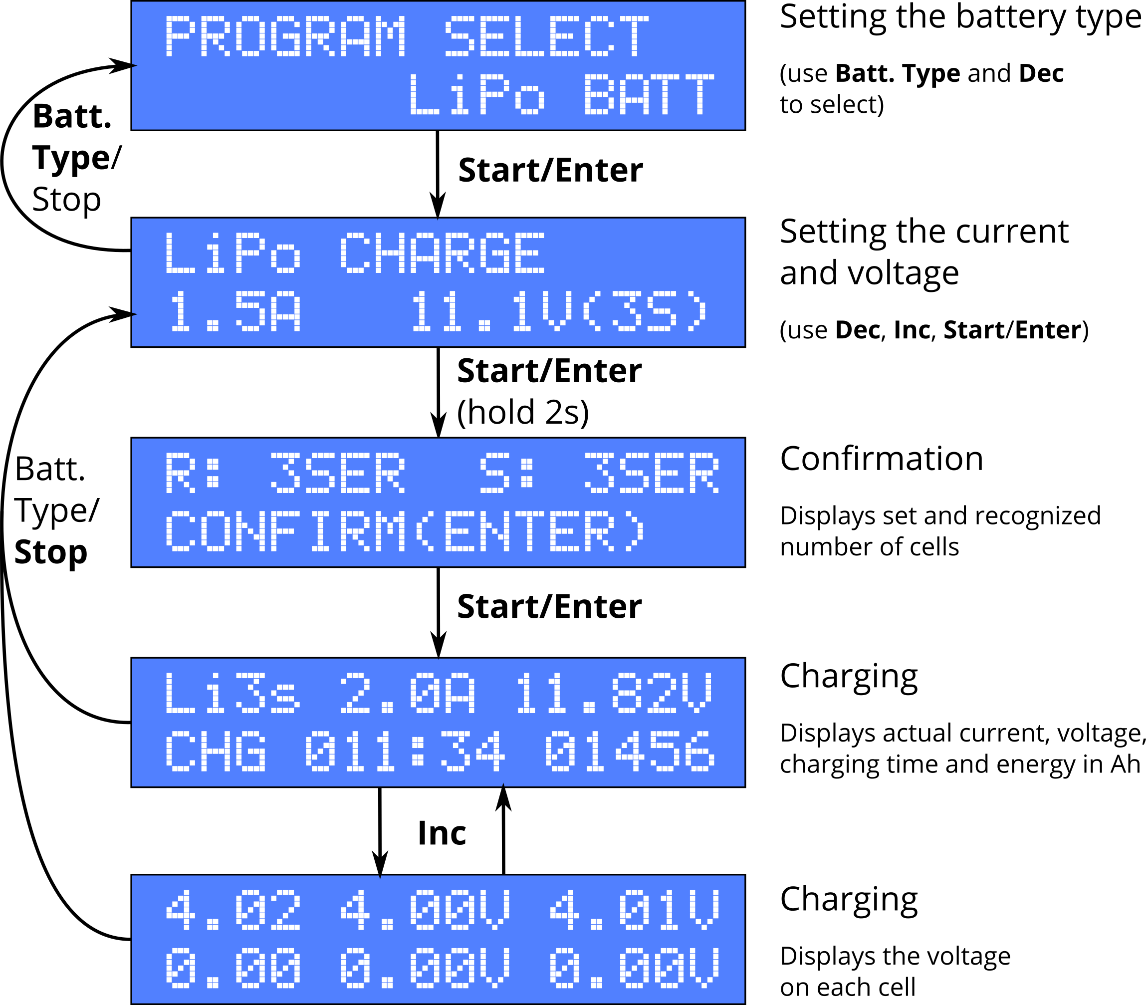 PROGRAM SELECT
LiPo BATT
Setting the battery type
(use Batt. Type and Dec
to select)
Batt.
Type/
Stop
Start/Enter
LiPo CHARGE
1.5A 11.1V(3S)
Setting the current
and voltage
(use Dec, Inc, Start/Enter)
Start/Enter
(hold 2s)
R: 3SER S: 3SER
CONFIRM(ENTER)
Confirmation
Displays set and recognized
number of cells
Batt.
Type/
Stop
Start/Enter
Li3s 2.0A 11.82V
CHG 011:34 01456
Charging
Displays actual current, voltage,
charging time and energy in Ah
Inc
4.02 4.00V 4.01V
0.00 0.00V 0.00V
Charging
Displays the voltage
on each cell